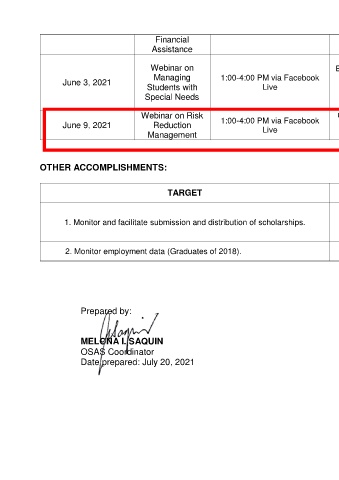 Financial
Assistance
June 3, 2021
Webinar on
Managing
Students with
Special Needs
1:00-4:00 PM via Facebook
Live
June 9, 2021
Webinar on Risk
Reduction
Management
1:00-4:00 PM via Facebook
Live
OTHER ACCOMPLISHMENTS:
TARGET
1. Monitor and facilitate submission and distribution of scholarships.
2. Monitor employment data (Graduates of 2018).
Prepared by:
MELONA I. SAQUIN
OSAS Coordinator
Date prepared: July 20, 2021